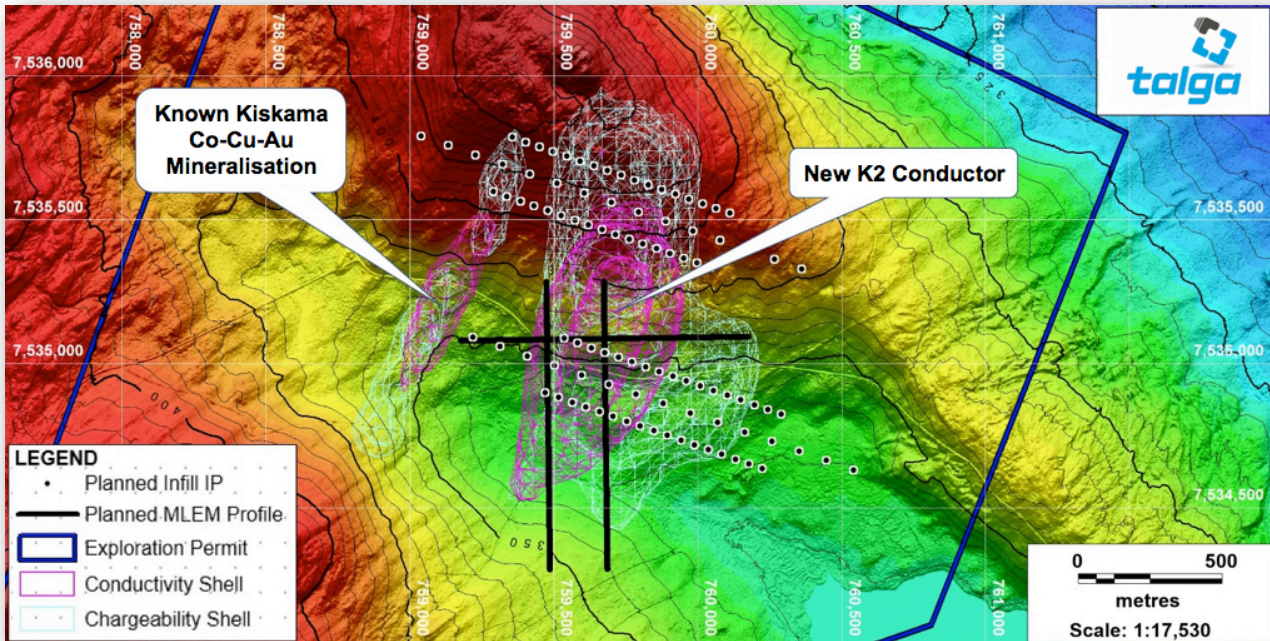 758,000
758,500
759,000
759,500
760,000
760,500
761,000
325
talga
7,536,000
400
Known Kiskama
Co-Cu-Au
Mineralisation
New K2 Conductor
7,535,500
7,535,500
7,535,000
7,535,000
400
7,534,500
350
LEGEND
Planned Infill IP
Planned MLEM Profile
Exploration Permit
Conductivity Shell
Chargeability Shell
759,000
759,500
760,000
760,500
761,000
0 500
metres
Scale: 1:17,530